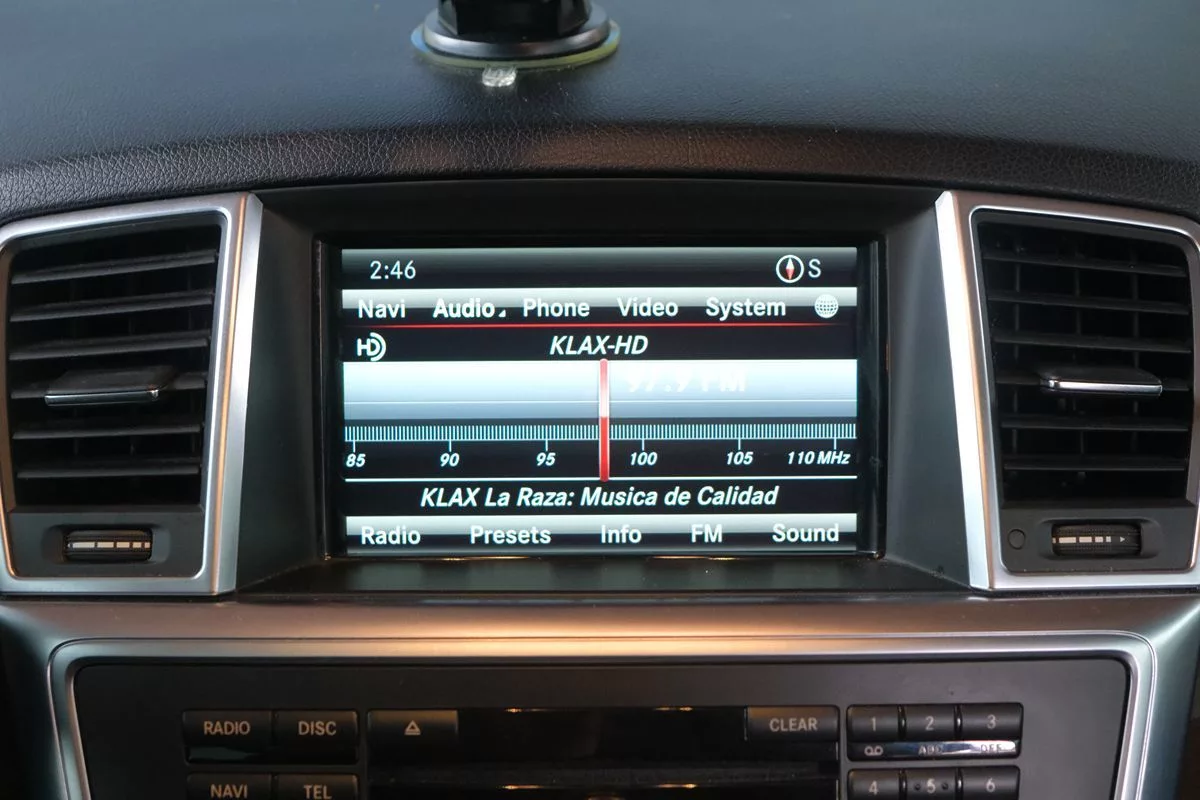 2:46 S
Navi Audio Phone Video System
HD KLAX-HD
97.9 FM
85 90 95 100 105 110 MHz
KLAX La Raza: Musica de Calidad
Radio Presets Info FM Sound
RADIO DISC CLEAR 1 2 3
ABC DEF
NAVI TEL 4 5 6